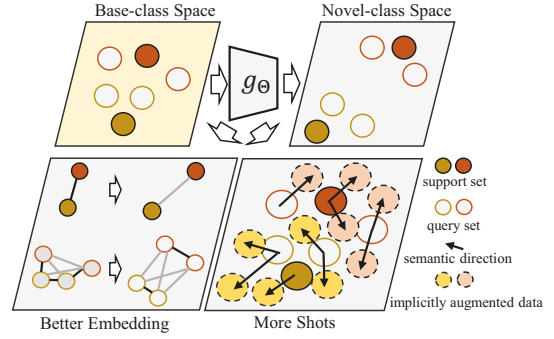 Base-class Space
Novel-class Space
gΘ
support set
query set
semantic direction
implicitly augmented data
Better Embedding
More Shots